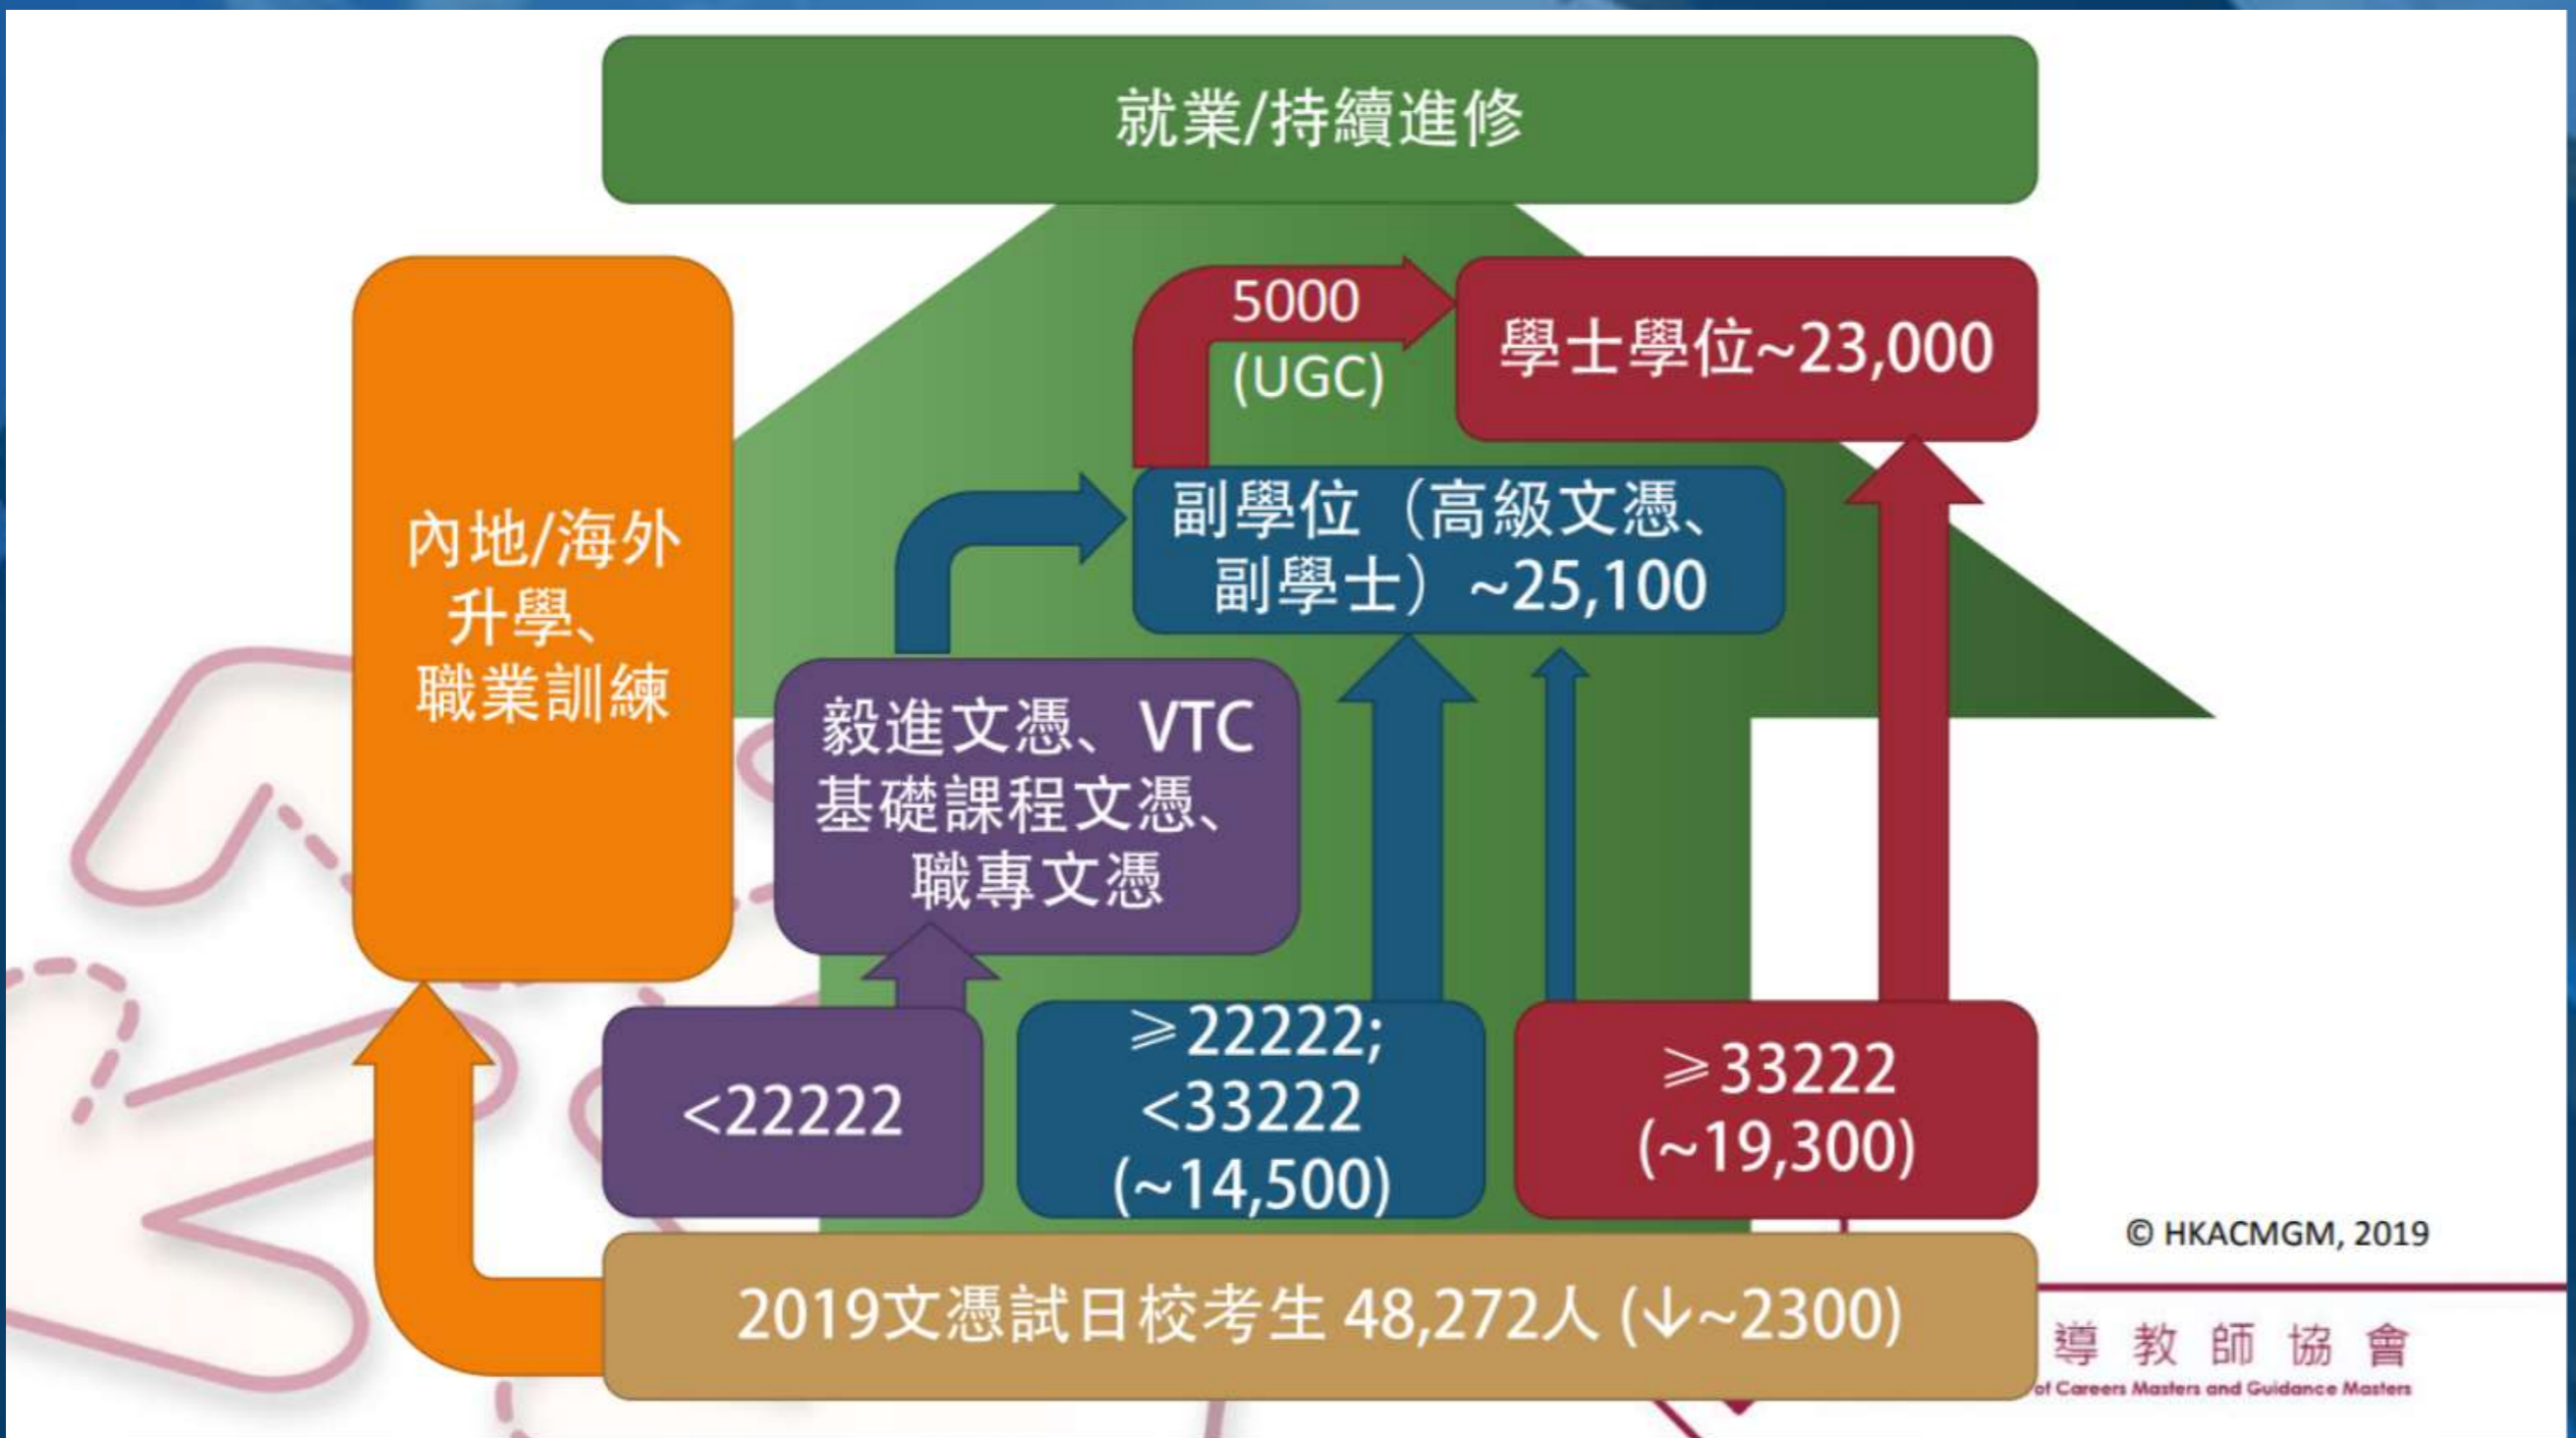 就業/持續進修
5000
(UGC)
學士學位~23,000
內地/海外
升學、
職業訓練
副學位（高級文憑、
副學士）~25,100
毅進文憑、VTC
基礎課程文憑、
職專文憑
<22222
≥22222;
<33222
(~14,500)
≥33222
(~19,300)
2019文憑試日校考生 48,272人 (↓~2300)
© HKACMGM, 2019
導教師協會
of Careers Masters and Guidance Masters